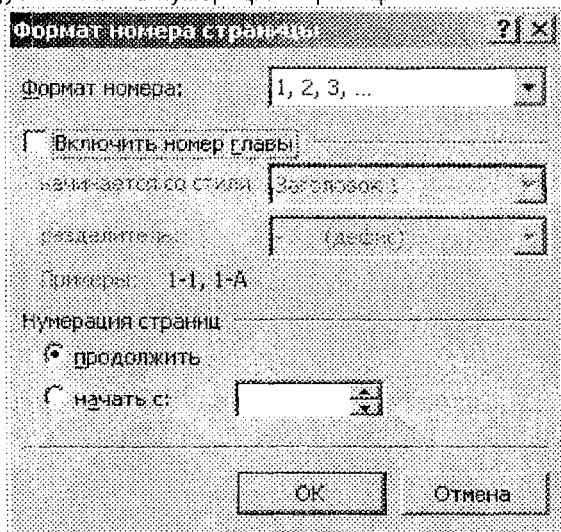 Формат номера страницы
Формат номера: 1, 2, 3, ...
Включить номер главы
начинается со стиля Заголовок 1
разделитель: - (дефис)
Примеры: 1-1, 1-A
Нумерация страниц
продолжить
начать с:
ОК Отмена